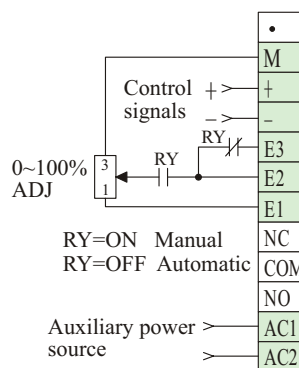 M
Control signals
+
+
−
−
RY
E3
0~100% ADJ
3
1
RY
E2
E1
RY=ON Manual
NC
RY=OFF Automatic
COM
NO
Auxiliary power source
AC1
AC2